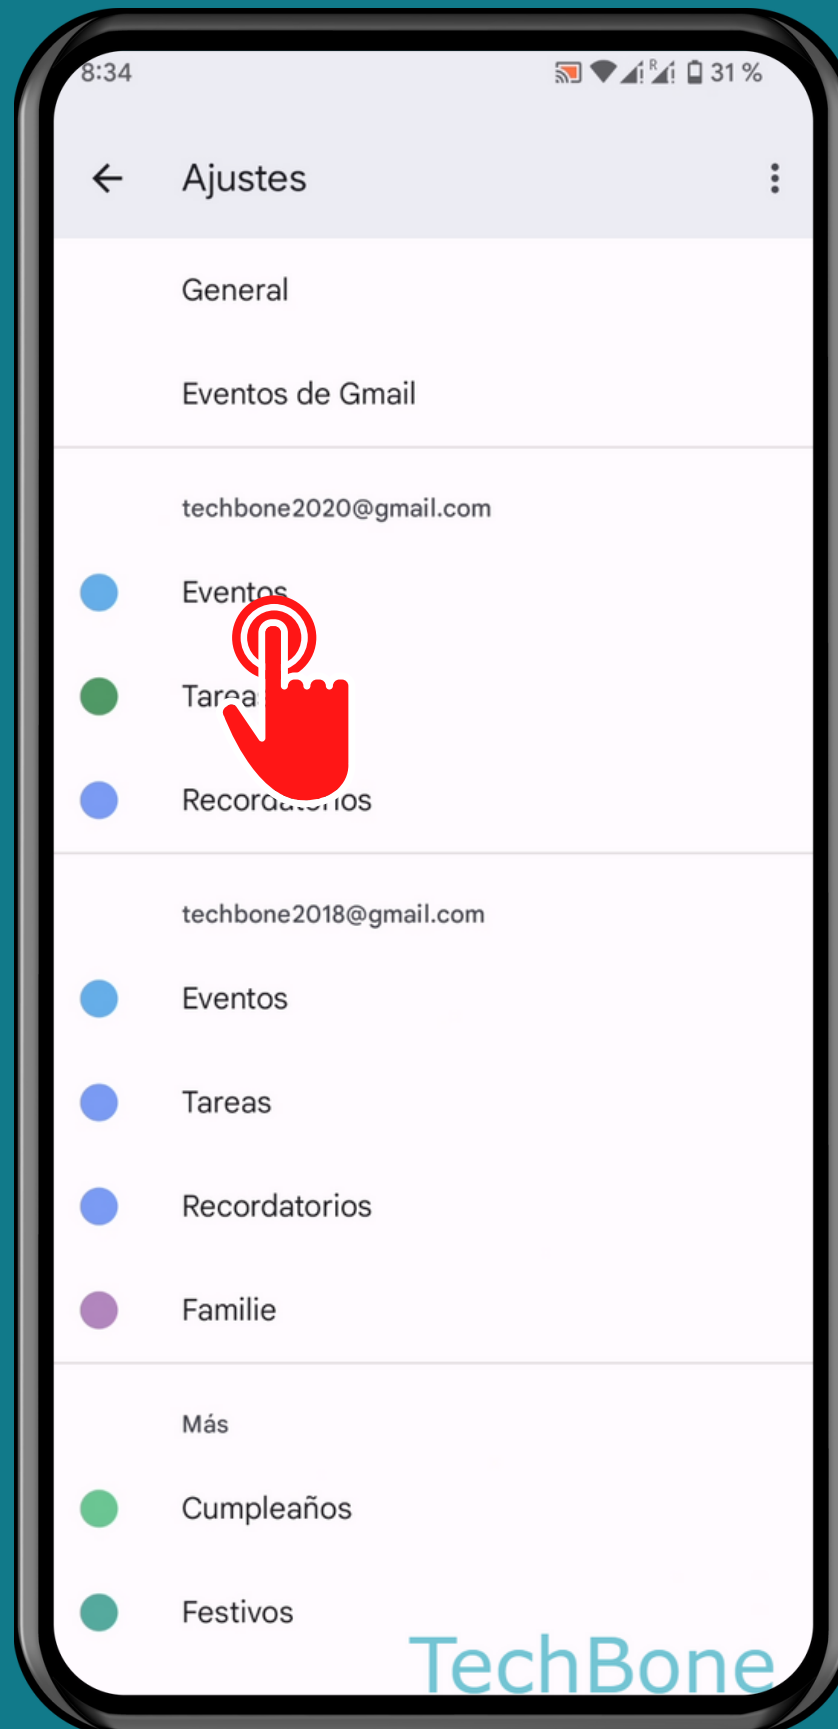 8:34 R 31 %
Ajustes
General
Eventos de Gmail
techbone2020@gmail.com
Eventos
Tareas
Recordatorios
techbone2018@gmail.com
Eventos
Tareas
Recordatorios
Familie
Más
Cumpleaños
Festivos
TechBone